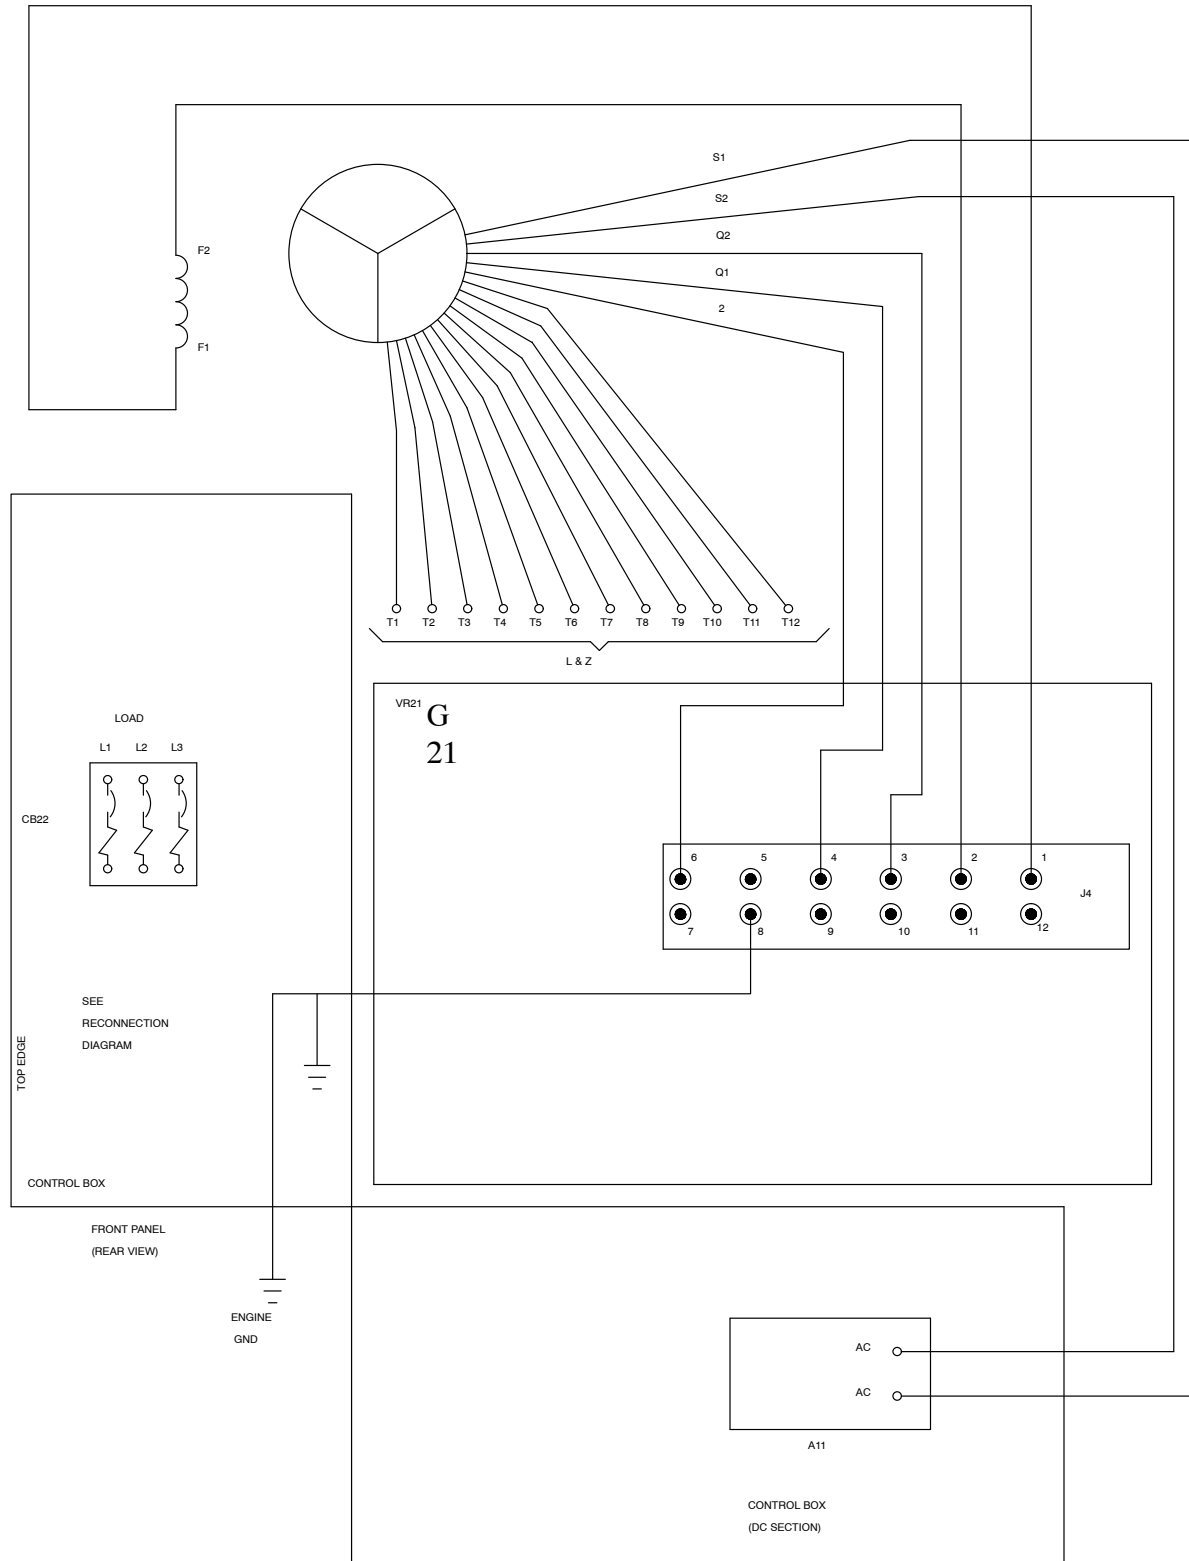 S1
S2
Q2
Q1
2
F2
F1
T1 T2 T3 T4 T5 T6 T7 T8 T9 T10 T11 T12
L & Z
VR21
G
21
LOAD
L1 L2 L3
CB22
6 5 4 3 2 1
J4
7 8 9 10 11 12
SEE
RECONNECTION
DIAGRAM
TOP EDGE
CONTROL BOX
FRONT PANEL
(REAR VIEW)
ENGINE
GND
AC
AC
A11
CONTROL BOX
(DC SECTION)